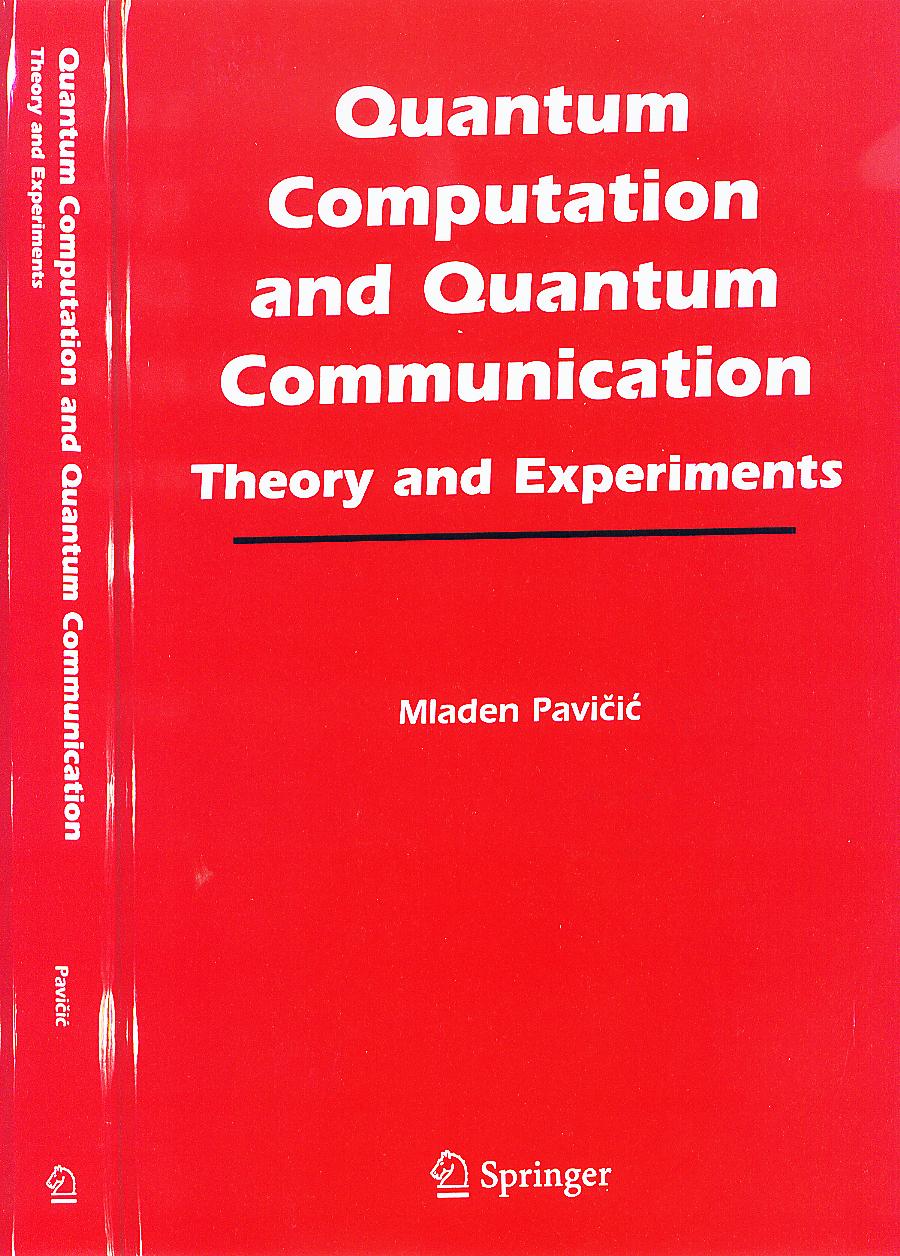 Quantum Computation and Quantum Communication
Theory and Experiments
Pavičić
Quantum
Computation
and Quantum
Communication
Theory and Experiments
Mladen Pavičić
Springer